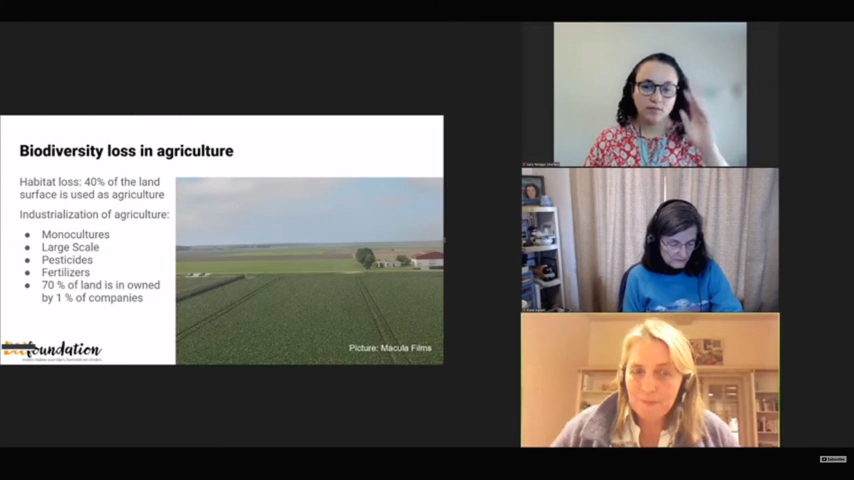 Biodiversity loss in agriculture
Habitat loss: 40% of the land
surface is used as agriculture
Industrialization of agriculture:
● Monocultures
● Large Scale
● Pesticides
● Fertilizers
● 70 % of land is in owned
by 1 % of companies
Picture: Macula Films
foundation
Subscribe